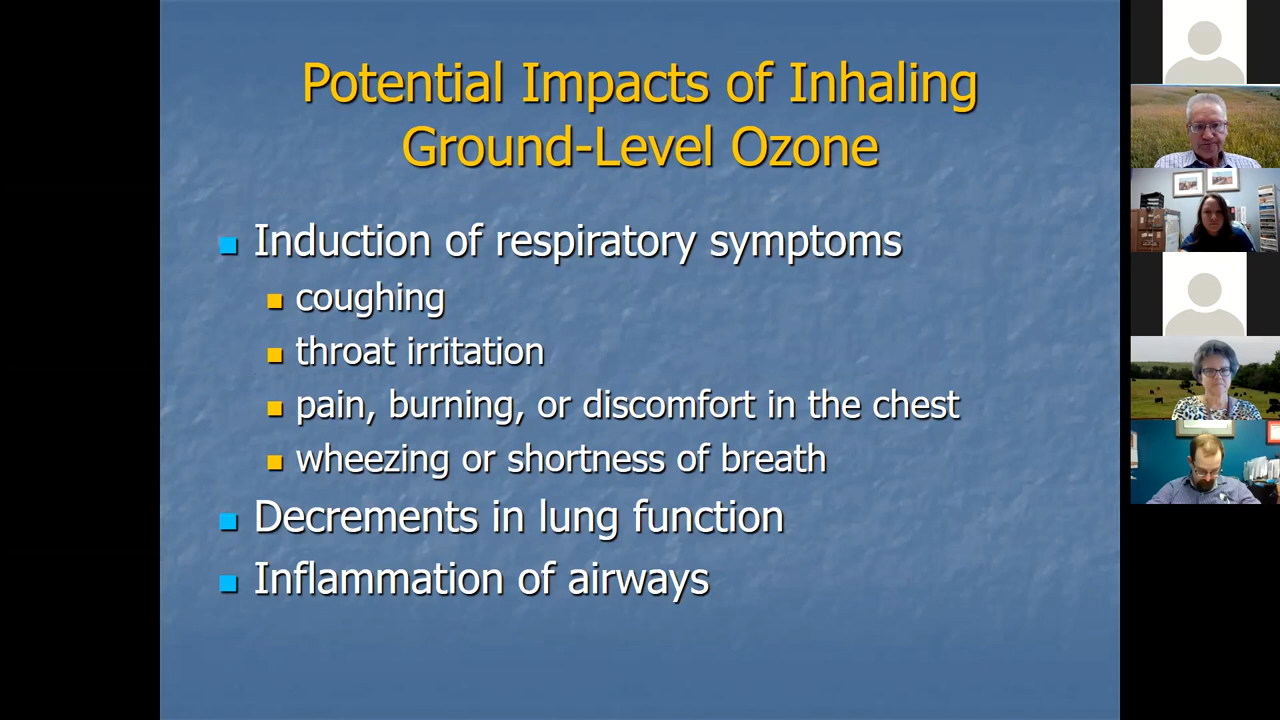 Potential Impacts of Inhaling
Ground-Level Ozone
Induction of respiratory symptoms
coughing
throat irritation
pain, burning, or discomfort in the chest
wheezing or shortness of breath
Decrements in lung function
Inflammation of airways